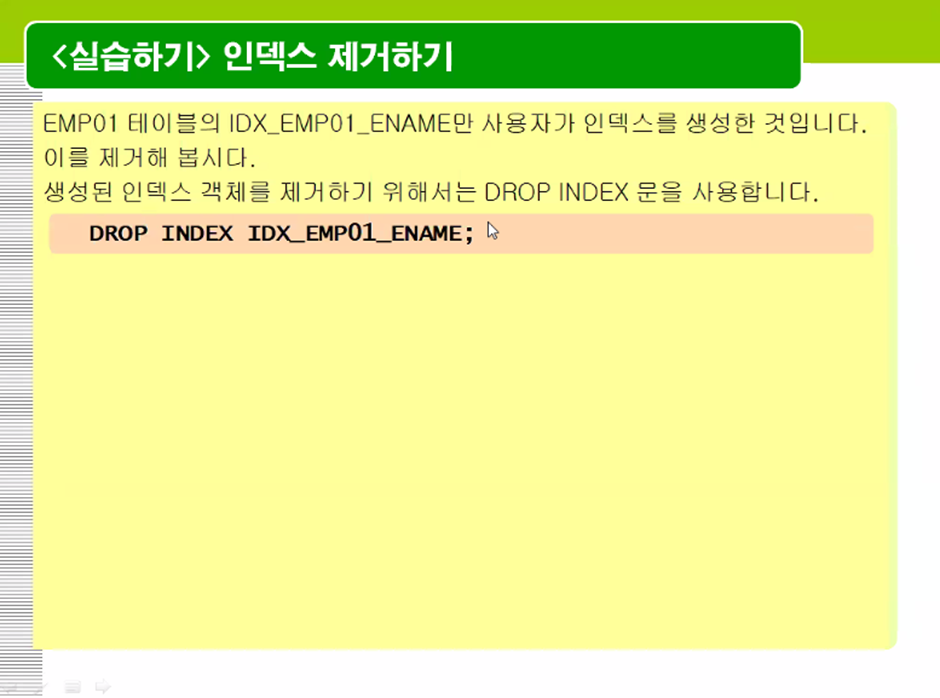 <실습하기> 인덱스 제거하기
EMP01 테이블의 IDX_EMP01_ENAME만 사용자가 인덱스를 생성한 것입니다.
이를 제거해 봅시다.
생성된 인덱스 객체를 제거하기 위해서는 DROP INDEX 문을 사용합니다.
DROP INDEX IDX_EMP01_ENAME;